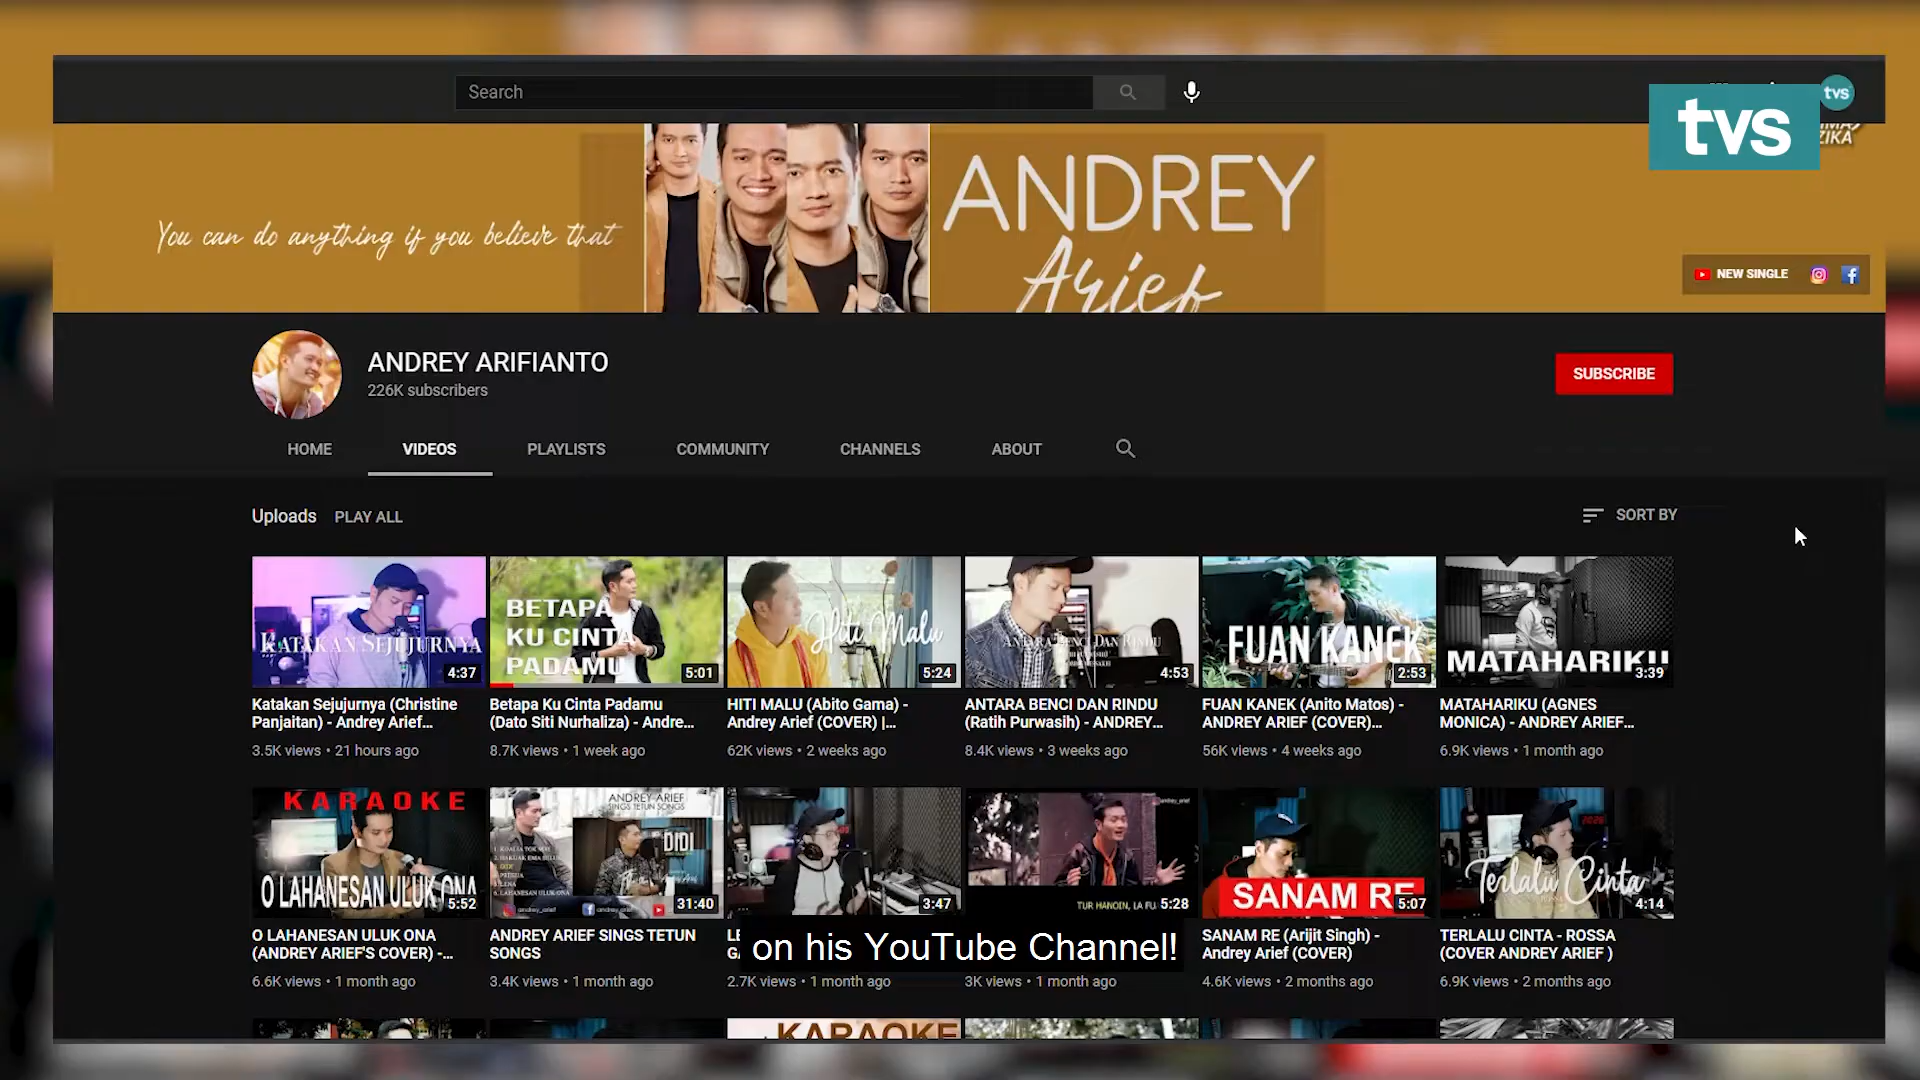 Search
tvs
tvs
ZIKA
You can do anything if you believe that
ANDREY
Arief
NEW SINGLE
ANDREY ARIFIANTO
226K subscribers
SUBSCRIBE
HOME VIDEOS PLAYLISTS COMMUNITY CHANNELS ABOUT
Uploads PLAY ALL
SORT BY
KATAKAN SEJUJURNYA
4:37
BETAPA
KU CINTA
PADAMU
5:01
Hiti Malu
5:24
ANTARA BENCI DAN RINDU
4:53
FUAN KANEK
2:53
MATAHARIKU
3:39
Katakan Sejujurnya (Christine
Panjaitan) - Andrey Arief...
3.5K views • 21 hours ago
Betapa Ku Cinta Padamu
(Dato Siti Nurhaliza) - Andre...
8.7K views • 1 week ago
HITI MALU (Abito Gama) -
Andrey Arief (COVER) |...
62K views • 2 weeks ago
ANTARA BENCI DAN RINDU
(Ratih Purwasih) - ANDREY...
8.4K views • 3 weeks ago
FUAN KANEK (Anito Matos) -
ANDREY ARIEF (COVER)...
56K views • 4 weeks ago
MATAHARIKU (AGNES
MONICA) - ANDREY ARIEF...
6.9K views • 1 month ago
KARAOKE
O LAHANESAN ULUK ONA
5:52
ANDREY ARIEF
SINGS TETUN SONGS
DIDI
31:40
3:47
TUR HANOIN, LA FU
5:28
SANAM RE
5:07
Terlalu Cinta
4:14
O LAHANESAN ULUK ONA
(ANDREY ARIEF'S COVER) -...
6.6K views • 1 month ago
ANDREY ARIEF SINGS TETUN
SONGS
3.4K views • 1 month ago
2.7K views • 1 month ago
3K views • 1 month ago
SANAM RE (Arijit Singh) -
Andrey Arief (COVER)
4.6K views • 2 months ago
TERLALU CINTA - ROSSA
(COVER ANDREY ARIEF )
6.9K views • 2 months ago
on his YouTube Channel!
KARAOKE